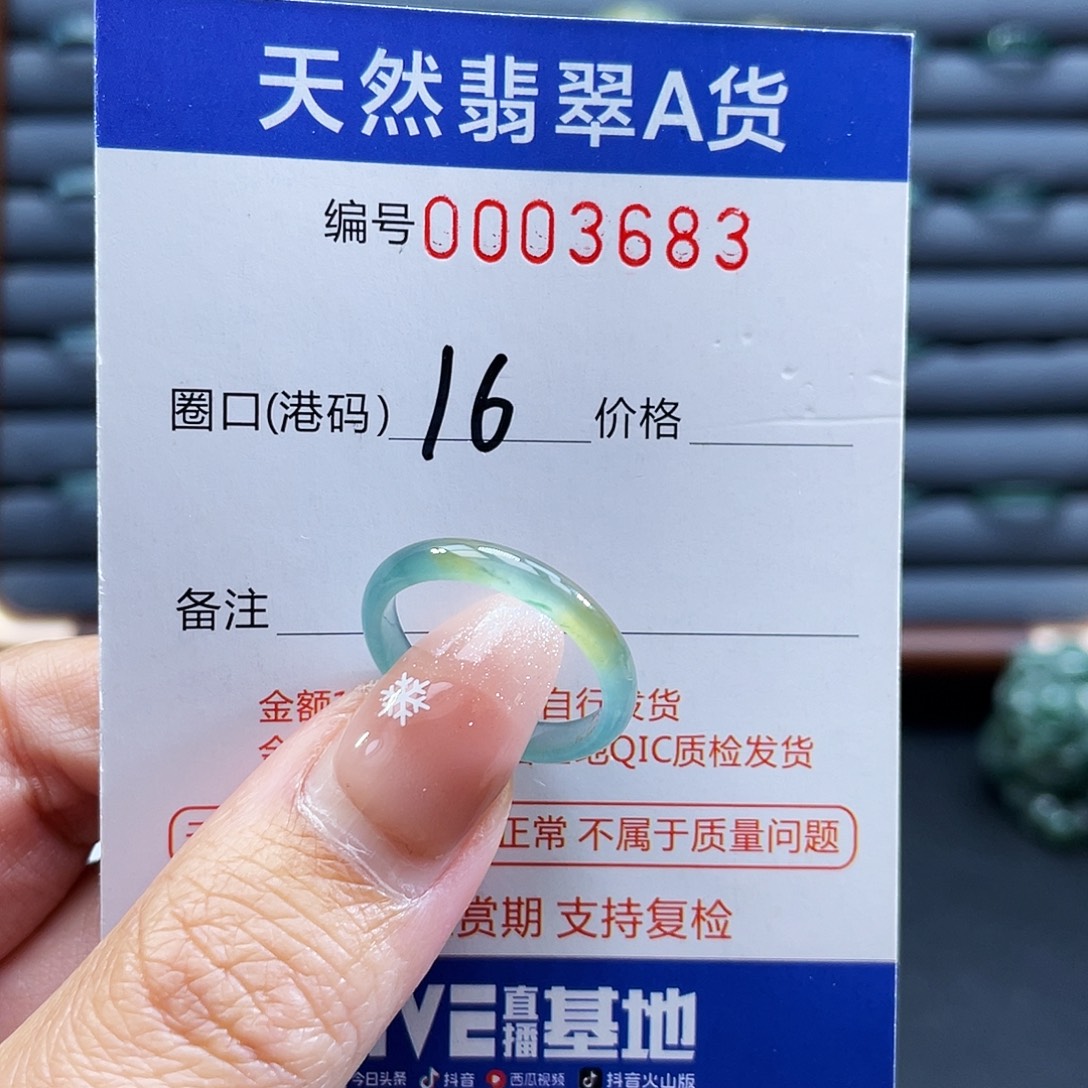 天然翡翠A货
编号0003683
圈口(港码) 16 价格
备注
金额 自行发货
QIC质检发货
正常 不属于质量问题
赏期 支持复检
VE直播基地
今日头条 抖音 西瓜视频 抖音火山版